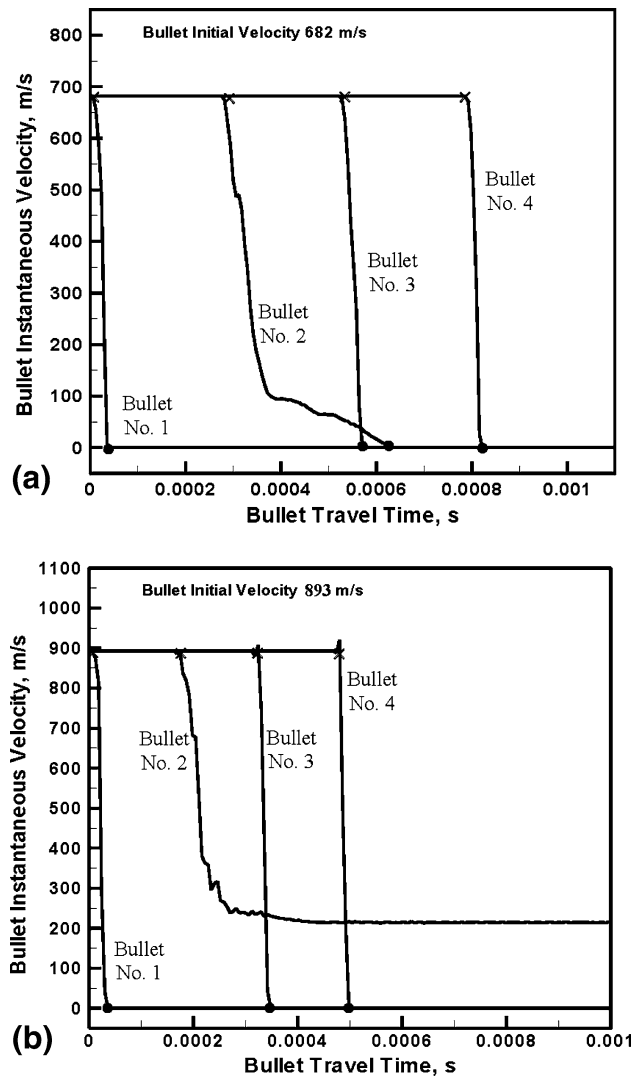 Bullet Initial Velocity 682 m/s
800
700
600
500
400
300
200
100
0
Bullet Instantaneous Velocity, m/s
Bullet
No. 1
Bullet
No. 2
Bullet
No. 3
Bullet
No. 4
0
0.0002
0.0004
0.0006
0.0008
0.001
Bullet Travel Time, s
(a)
Bullet Initial Velocity 893 m/s
1100
1000
900
800
700
600
500
400
300
200
100
0
Bullet Instantaneous Velocity, m/s
Bullet
No. 1
Bullet
No. 2
Bullet
No. 3
Bullet
No. 4
0
0.0002
0.0004
0.0006
0.0008
0.001
Bullet Travel Time, s
(b)